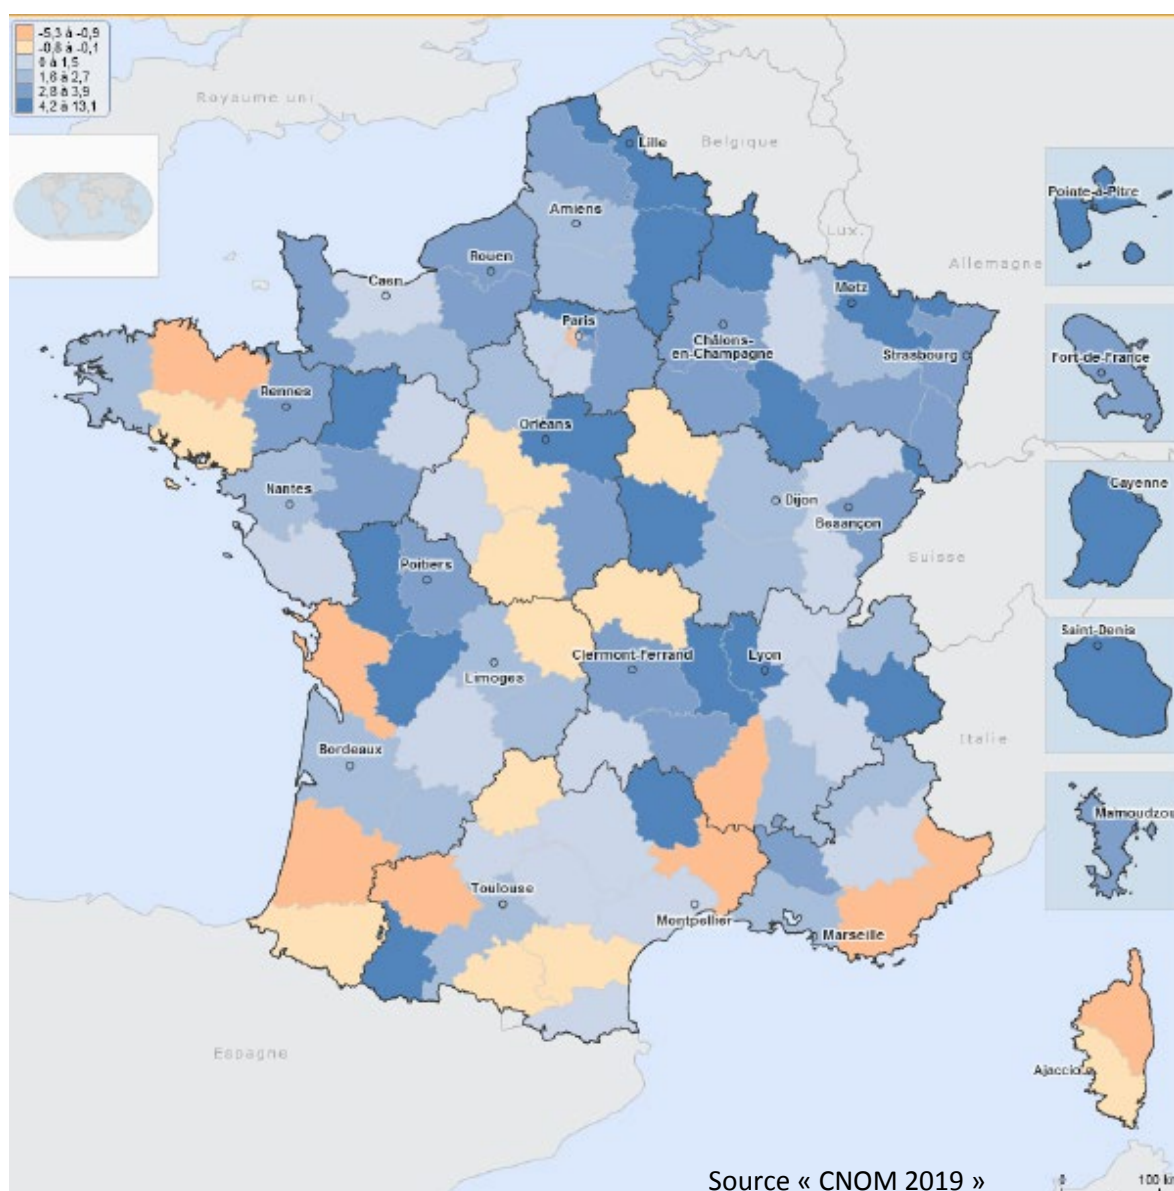 -5,3 à -0,9
-0,8 à -0,1
0 à 1,5
1,6 à 2,7
2,8 à 3,9
4,2 à 13,1
Royaume uni
Belgique
Lille
Pointe-à-Pitre
Amiens
Lux.
Allemagne
Rouen
Caen
Metz
Paris
Châlons-
en-Champagne
Strasbourg
Fort-de-France
Rennes
Orléans
Cayenne
Nantes
Dijon
Besançon
Suisse
Poitiers
Saint-Denis
Clermont-Ferrand
Lyon
Limoges
Italie
Bordeaux
Mamoudzou
Toulouse
Montpellier
Marseille
Espagne
Ajaccio
Source « CNOM 2019 »
0
100